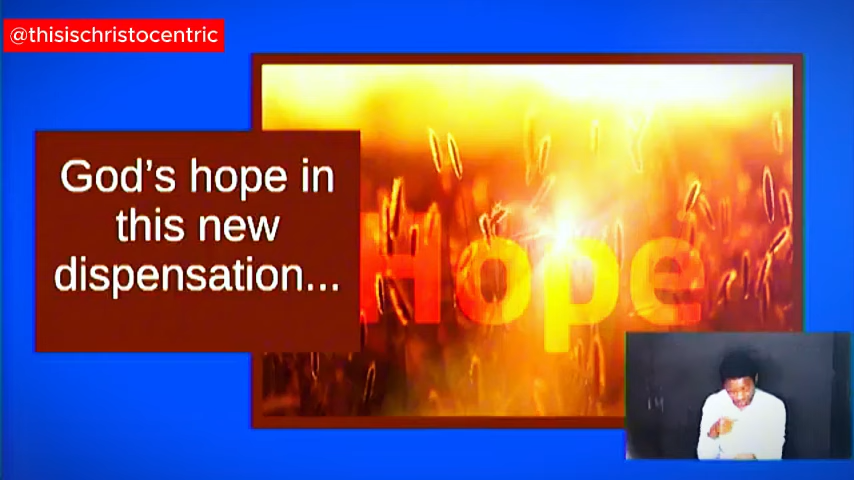 @thisischristocentric
God’s hope in
this new
dispensation...
Hope